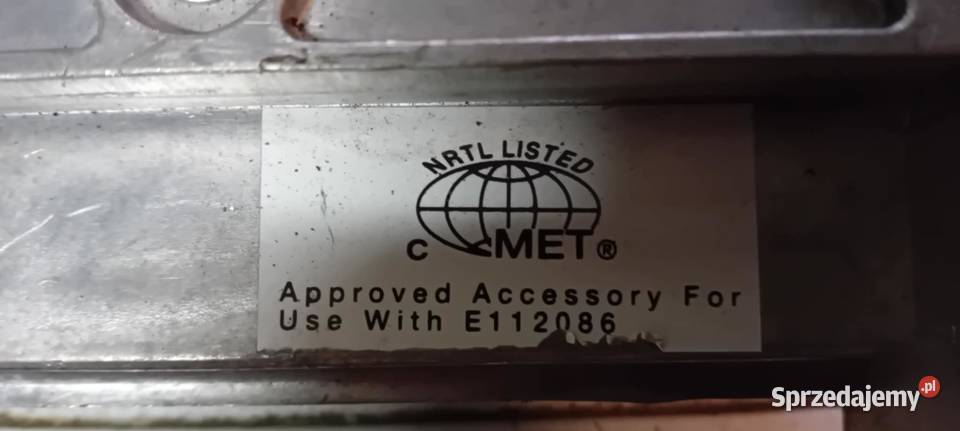 NRTL LISTED
C MET®
Approved Accessory For
Use With E112086
Sprzedajemy.pl